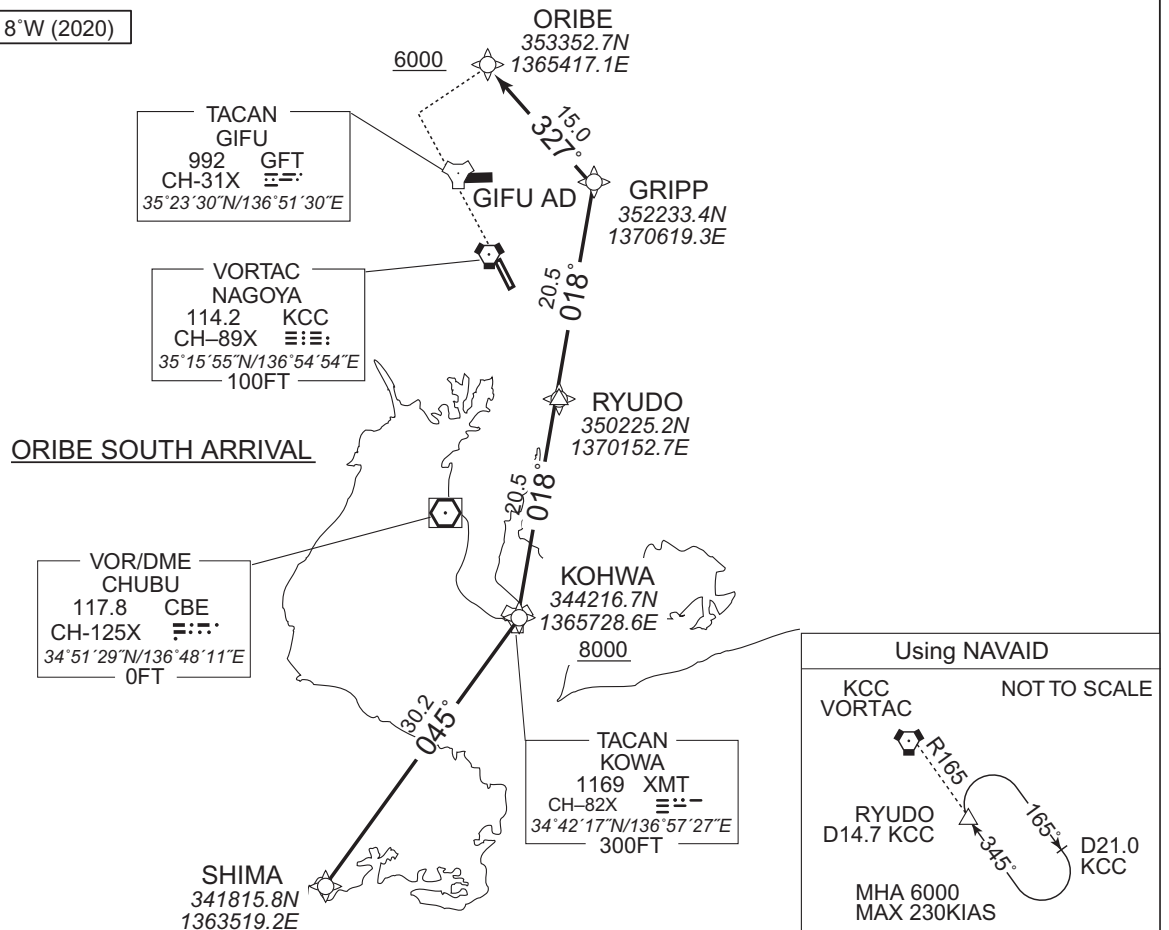 8˚W (2020)
ORIBE
353352.7N
1365417.1E
6000
15.0
327˚
TACAN
GIFU
992 GFT
CH-31X
35˚23´30˝N/136˚51´30˝E
GIFU AD
GRIPP
352233.4N
1370619.3E
VORTAC
NAGOYA
114.2 KCC
CH–89X
35˚15´55˝N/136˚54´54˝E
100FT
20.5
018˚
RYUDO
350225.2N
1370152.7E
ORIBE SOUTH ARRIVAL
20.5
018˚
VOR/DME
CHUBU
117.8 CBE
CH-125X
34˚51´29˝N/136˚48´11˝E
0FT
KOHWA
344216.7N
1365728.6E
8000
30.2
045˚
TACAN
KOWA
1169 XMT
CH–82X
34˚42´17˝N/136˚57´27˝E
300FT
SHIMA
341815.8N
1363519.2E
Using NAVAID
NOT TO SCALE
KCC
VORTAC
R165
RYUDO
D14.7 KCC
165˚
345˚
D21.0
KCC
MHA 6000
MAX 230KIAS